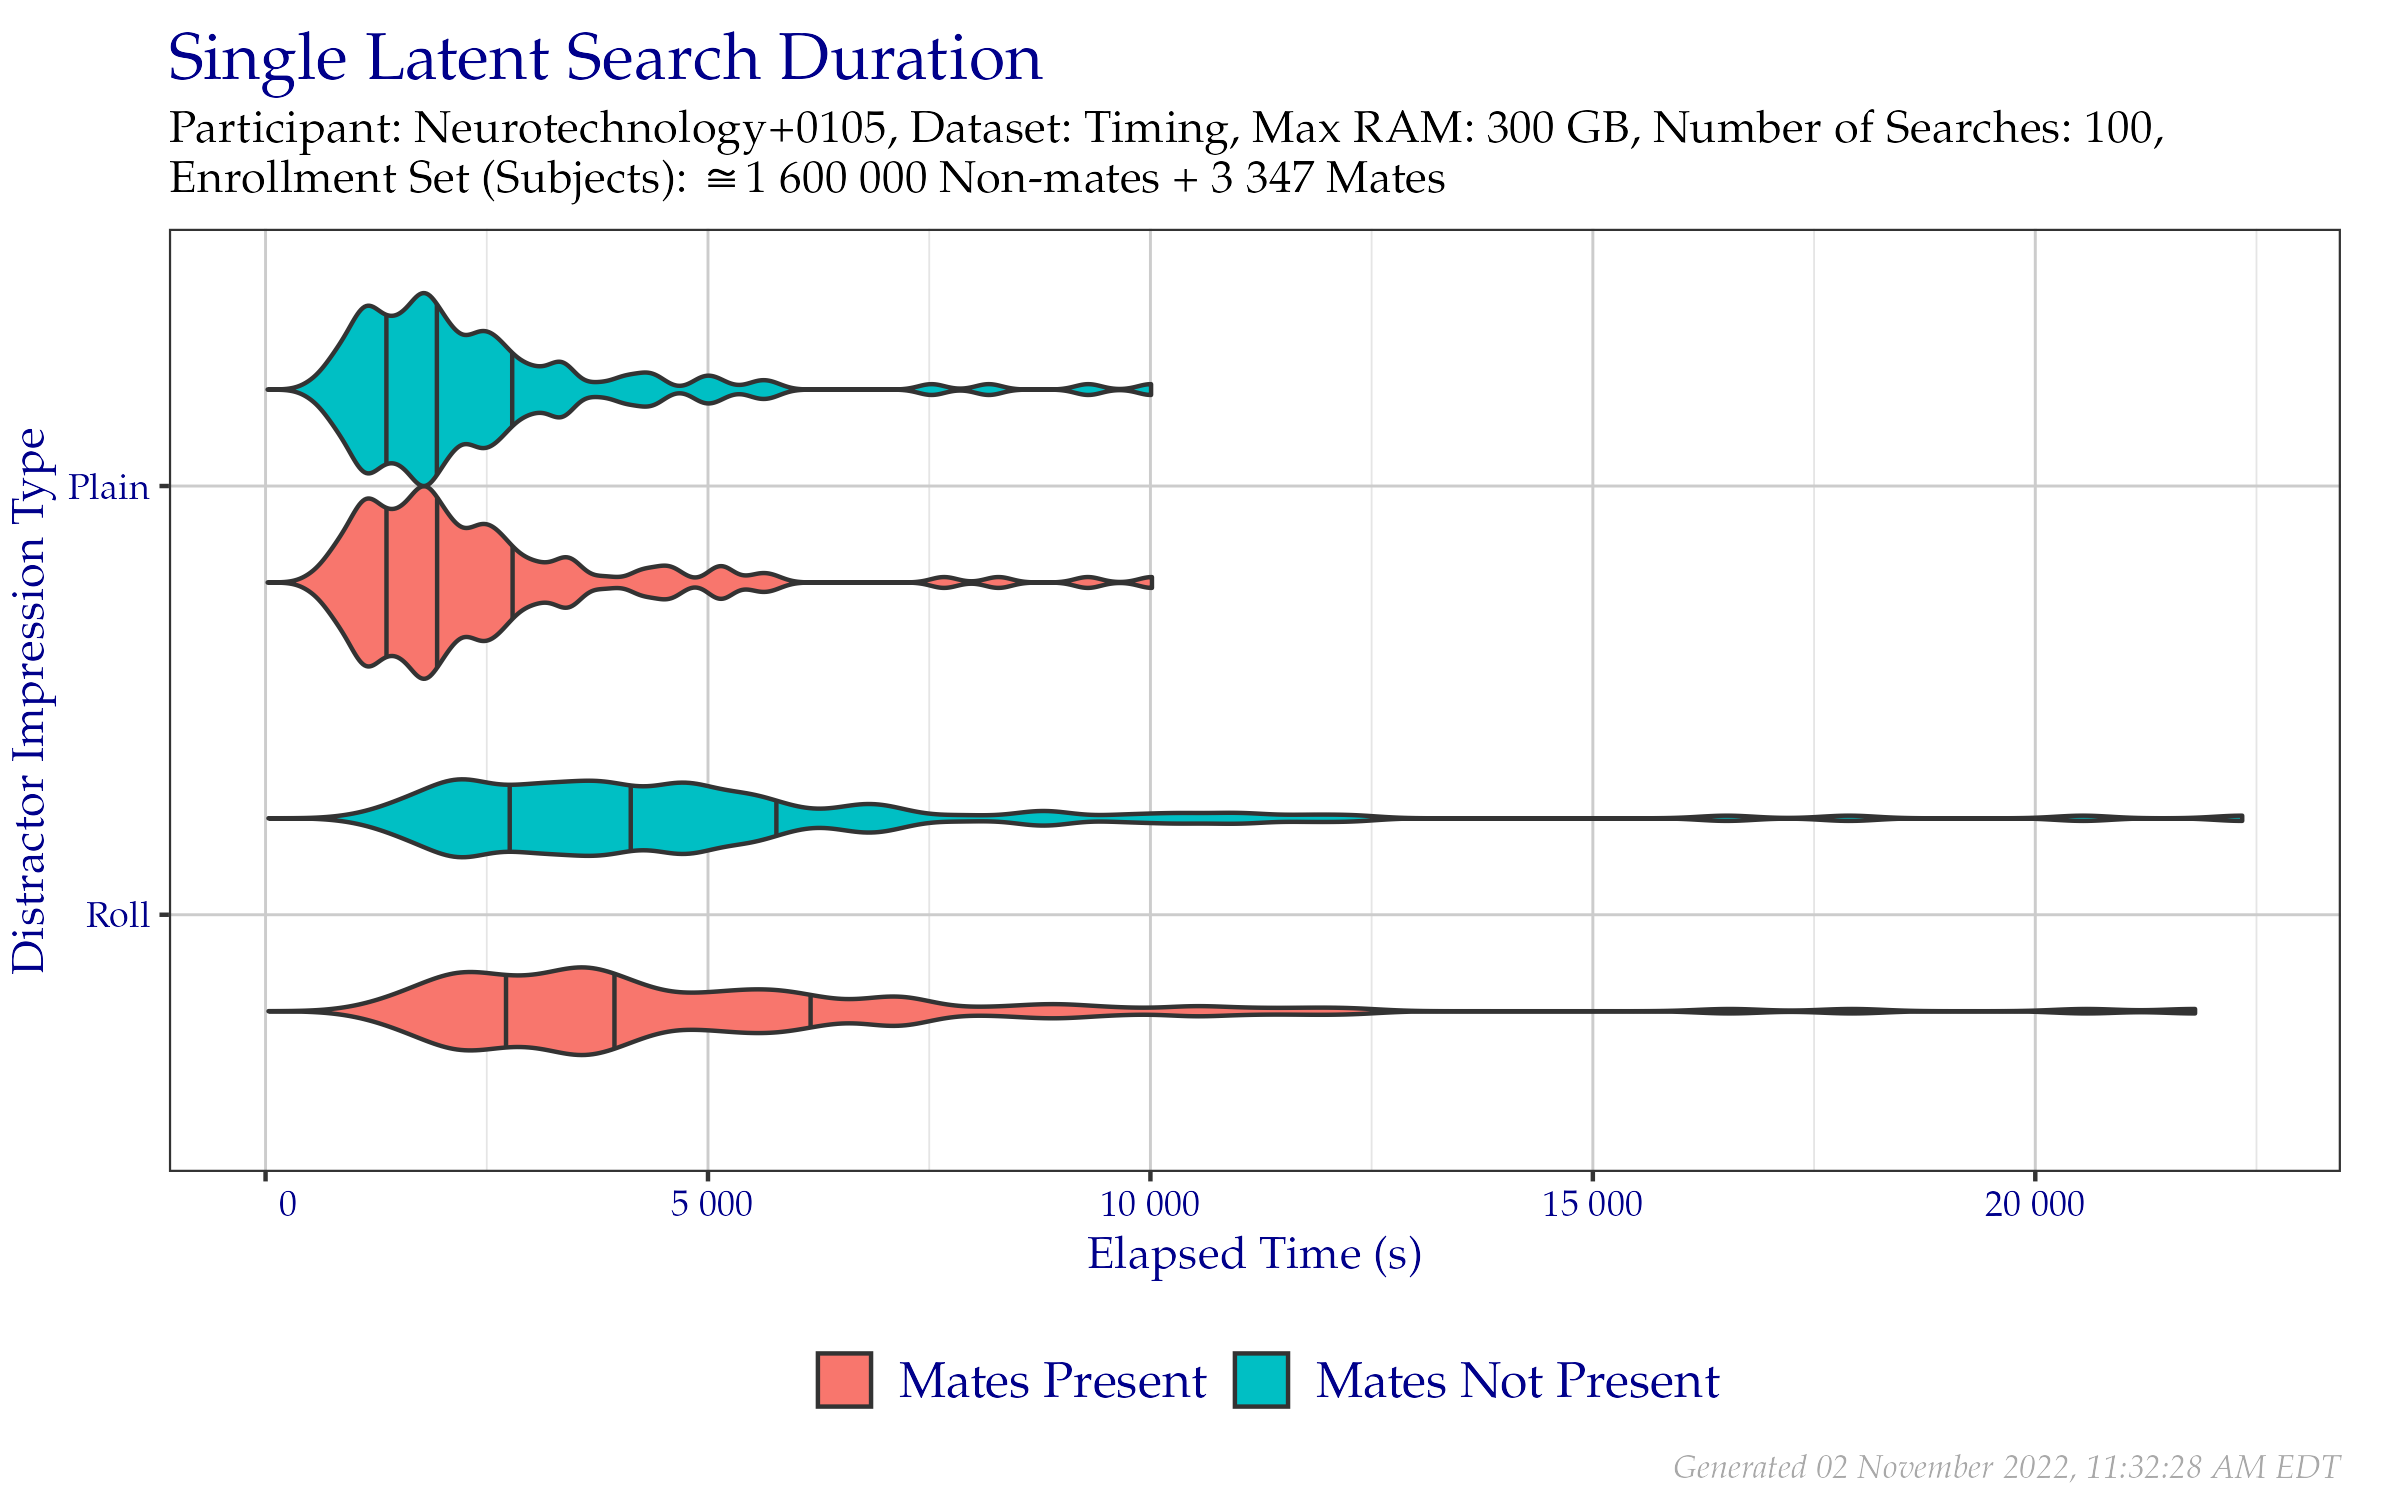 Single Latent Search Duration
Participant: Neurotechnology+0105, Dataset: Timing, Max RAM: 300 GB, Number of Searches: 100,
Enrollment Set (Subjects): ≅1 600 000 Non-mates + 3 347 Mates
Distractor Impression Type
Plain
Roll
0 5 000 10 000 15 000 20 000
Elapsed Time (s)
Mates Present Mates Not Present
Generated 02 November 2022, 11:32:28 AM EDT